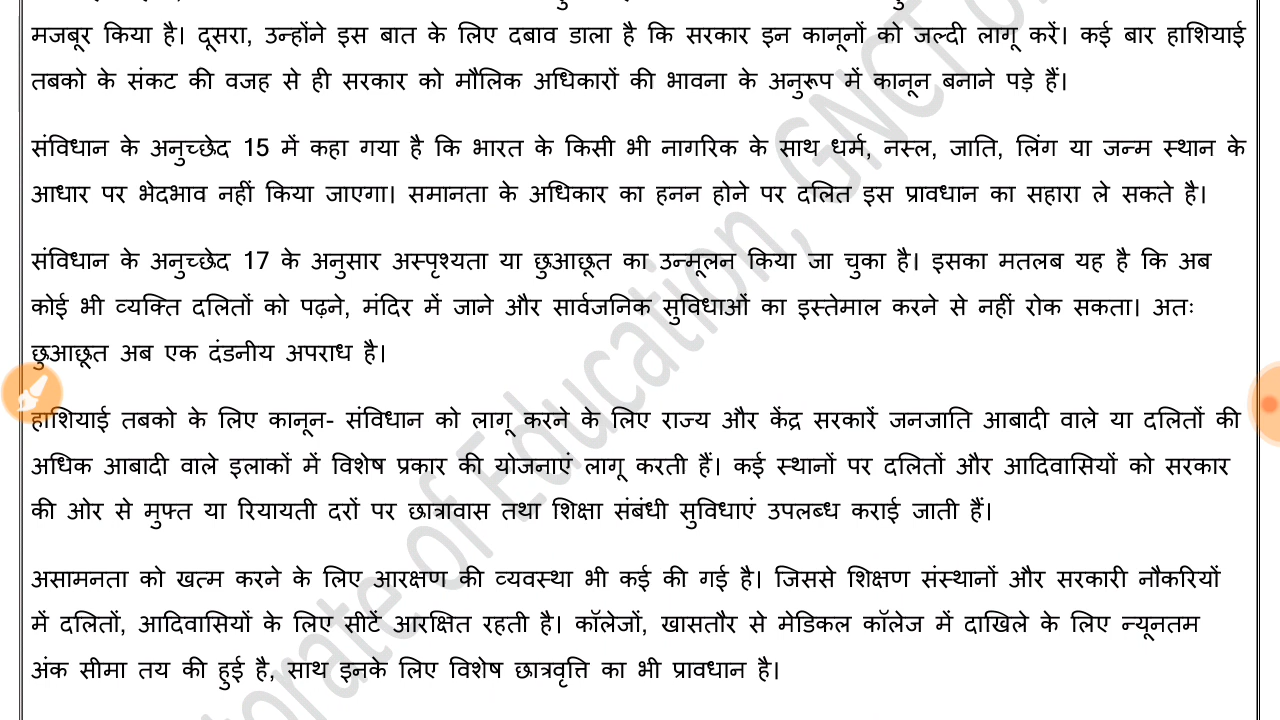 मजबूर किया है। दूसरा, उन्होंने इस बात के लिए दबाव डाला है कि सरकार इन कानूनों को जल्दी लागू करें। कई बार हाशियाई
तबको के संकट की वजह से ही सरकार को मौलिक अधिकारों की भावना के अनुरूप में कानून बनाने पड़े हैं।
संविधान के अनुच्छेद 15 में कहा गया है कि भारत के किसी भी नागरिक के साथ धर्म, नस्ल, जाति, लिंग या जन्म स्थान के
आधार पर भेदभाव नहीं किया जाएगा। समानता के अधिकार का हनन होने पर दलित इस प्रावधान का सहारा ले सकते है।
संविधान के अनुच्छेद 17 के अनुसार अस्पृश्यता या छुआछूत का उन्मूलन किया जा चुका है। इसका मतलब यह है कि अब
कोई भी व्यक्ति दलितों को पढ़ने, मंदिर में जाने और सार्वजनिक सुविधाओं का इस्तेमाल करने से नहीं रोक सकता। अतः
छुआछूत अब एक दंडनीय अपराध है।
हाशियाई तबको के लिए कानून- संविधान को लागू करने के लिए राज्य और केंद्र सरकारें जनजाति आबादी वाले या दलितों की
अधिक आबादी वाले इलाकों में विशेष प्रकार की योजनाएं लागू करती हैं। कई स्थानों पर दलितों और आदिवासियों को सरकार
की ओर से मुफ्त या रियायती दरों पर छात्रावास तथा शिक्षा संबंधी सुविधाएं उपलब्ध कराई जाती हैं।
असामनता को खत्म करने के लिए आरक्षण की व्यवस्था भी कई की गई है। जिससे शिक्षण संस्थानों और सरकारी नौकरियों
में दलितों, आदिवासियों के लिए सीटें आरक्षित रहती है। कॉलेजों, खासतौर से मेडिकल कॉलेज में दाखिले के लिए न्यूनतम
अंक सीमा तय की हुई है, साथ इनके लिए विशेष छात्रवृत्ति का भी प्रावधान है।
torate of Education, GNCT of